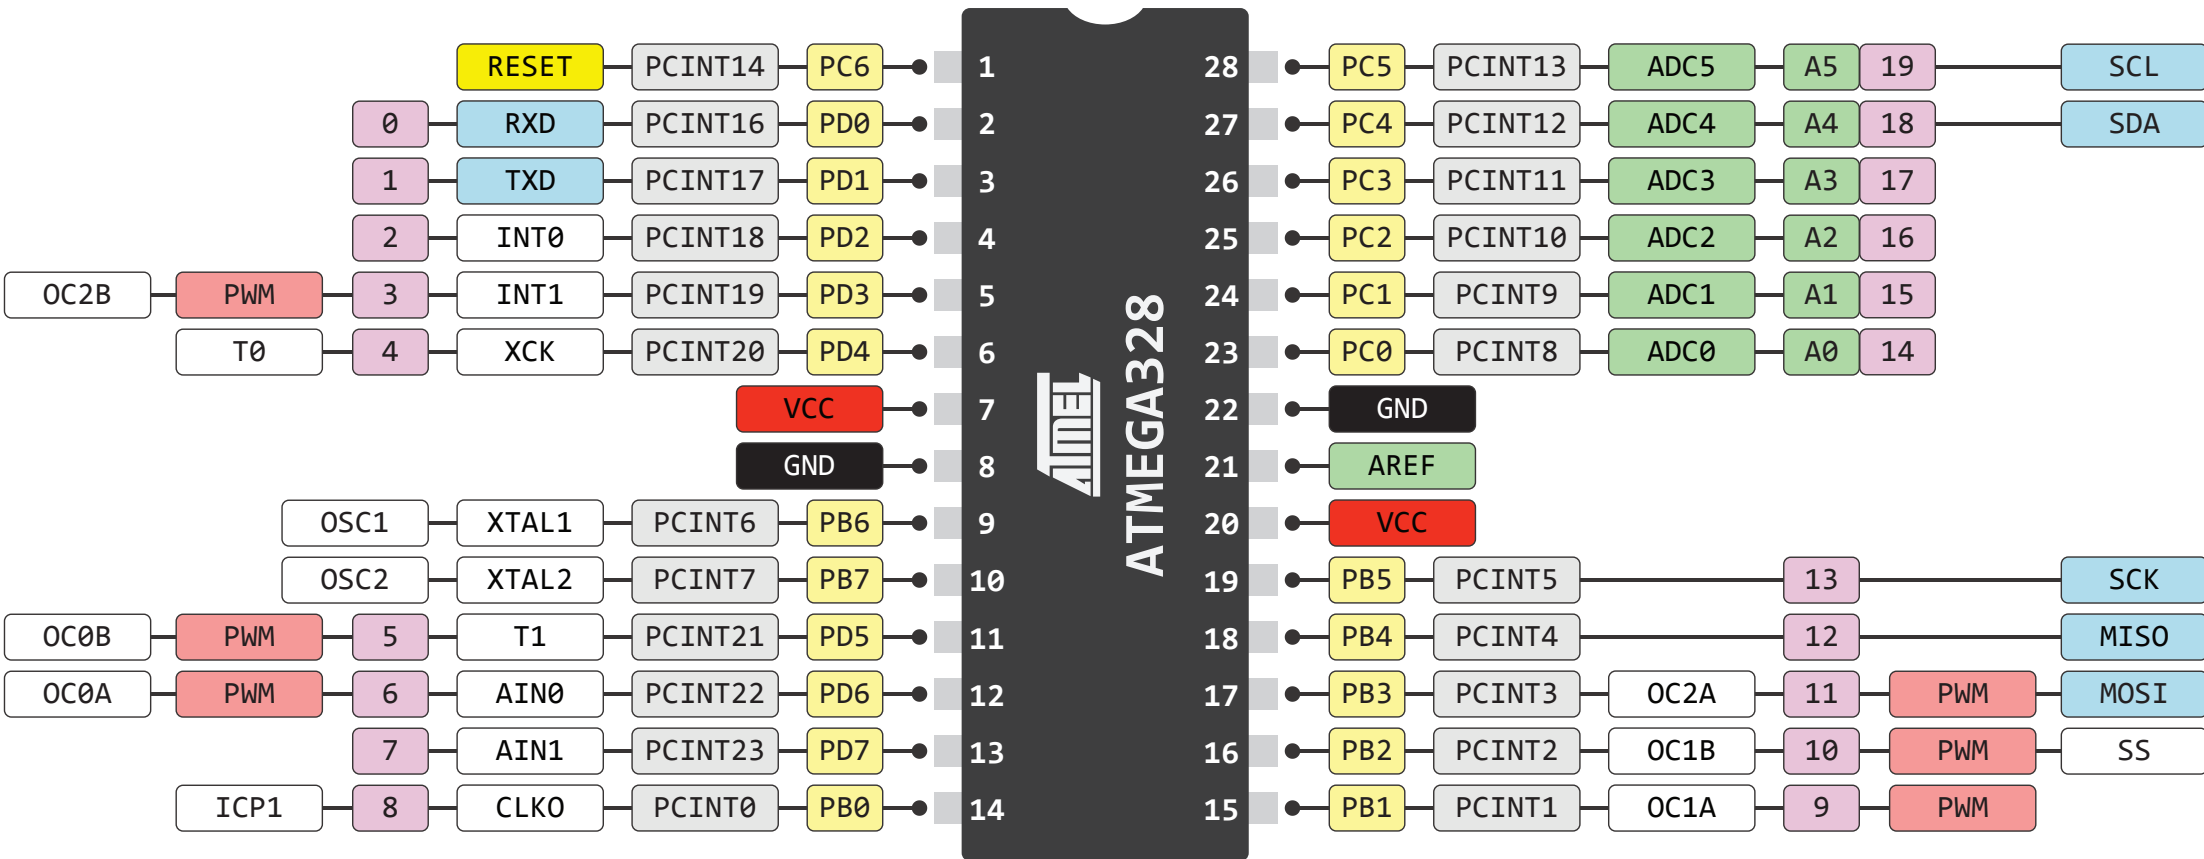 RESET PCINT14 PC6 1 28 PC5 PCINT13 ADC5 A5 19 SCL
0 RXD PCINT16 PD0 2 27 PC4 PCINT12 ADC4 A4 18 SDA
1 TXD PCINT17 PD1 3 26 PC3 PCINT11 ADC3 A3 17
2 INT0 PCINT18 PD2 4 25 PC2 PCINT10 ADC2 A2 16
OC2B PWM 3 INT1 PCINT19 PD3 5 24 PC1 PCINT9 ADC1 A1 15
T0 4 XCK PCINT20 PD4 6 23 PC0 PCINT8 ADC0 A0 14
VCC 7 22 GND
GND 8 21 AREF
OSC1 XTAL1 PCINT6 PB6 9 20 VCC
OSC2 XTAL2 PCINT7 PB7 10 19 PB5 PCINT5 13 SCK
OC0B PWM 5 T1 PCINT21 PD5 11 18 PB4 PCINT4 12 MISO
OC0A PWM 6 AIN0 PCINT22 PD6 12 17 PB3 PCINT3 OC2A 11 PWM MOSI
7 AIN1 PCINT23 PD7 13 16 PB2 PCINT2 OC1B 10 PWM SS
ICP1 8 CLKO PCINT0 PB0 14 15 PB1 PCINT1 OC1A 9 PWM
ATMEL
ATMEGA328